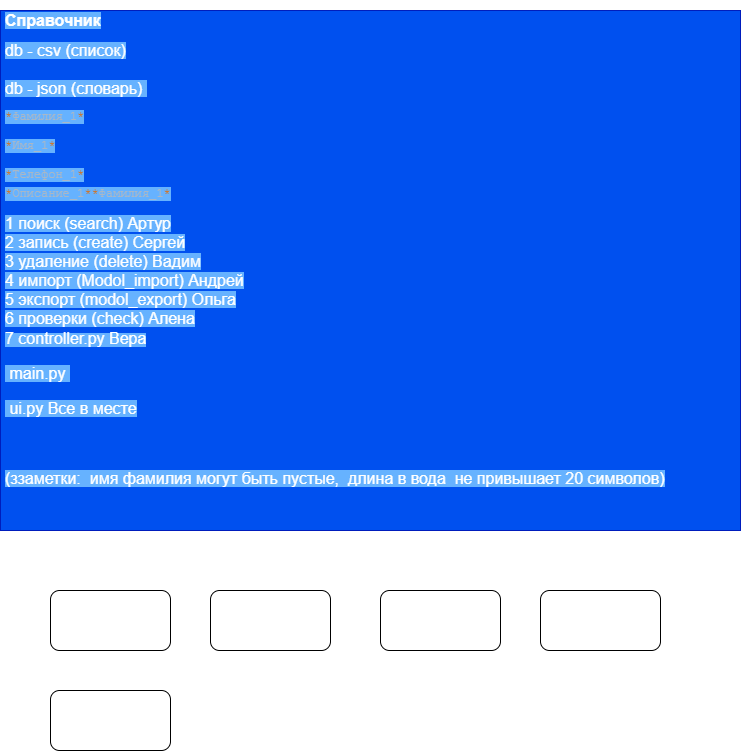 Справочник
db - csv (список)
db - json (словарь)
"Фамилия_1"
"Имя_1"
"Телефон_1"
"Описание_1""Фамилия_1"
1 поиск (search) Артур
2 запись (create) Сергей
3 удаление (delete) Вадим
4 импорт (Modol_import) Андрей
5 экспорт (modol_export) Ольга
6 проверки (check) Алена
7 controller.py Вера
main.py
ui.py Все в месте
(ззаметки: имя фамилия могут быть пустые, длина в вода не привышает 20 символов)